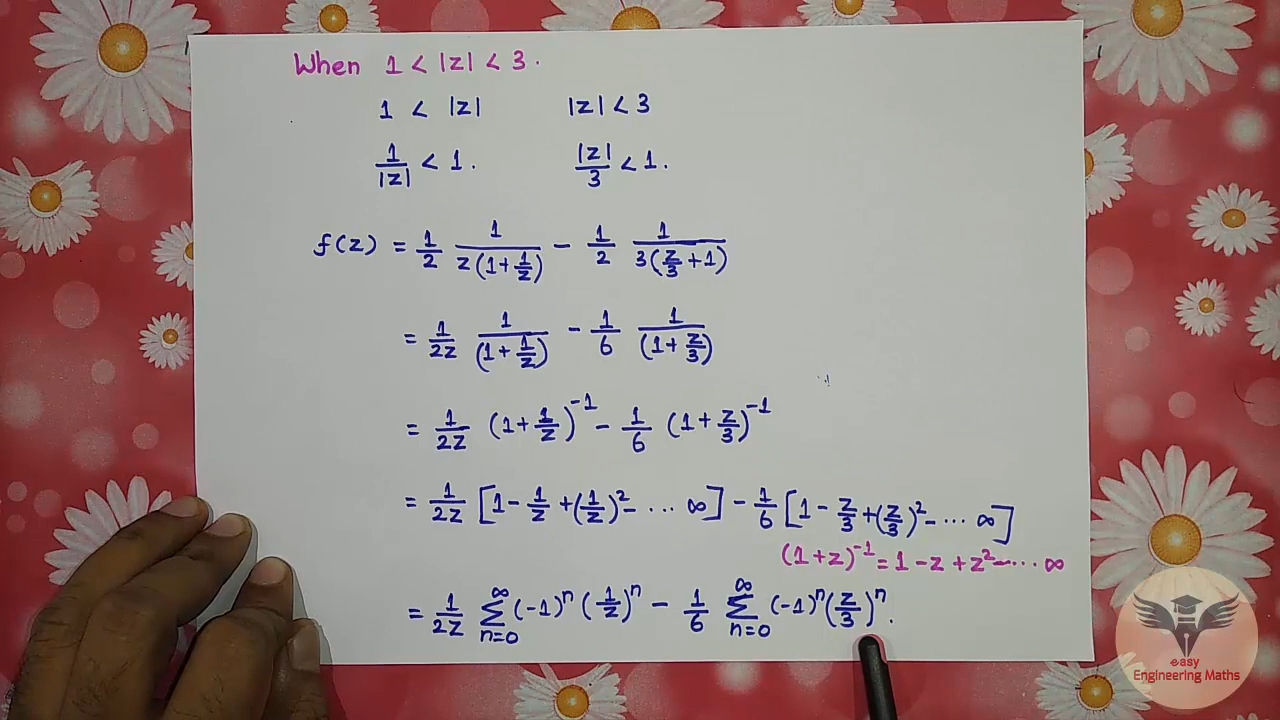 When 1 < |z| < 3.
1 < |z|    |z| < 3
1/|z| < 1.    |z|/3 < 1.
f(z) = 1/2 1/(z(1+1/z)) − 1/2 1/(3(z/3+1))
= 1/2z 1/(1+1/z) − 1/6 1/(1+z/3)
= 1/2z (1+1/z)⁻¹ − 1/6 (1+z/3)⁻¹
= 1/2z [1 − 1/z + (1/z)² − ... ∞] − 1/6 [1 − z/3 + (z/3)² − ... ∞]
(1+z)⁻¹ = 1 − z + z² − ... ∞
= 1/2z ∑_{n=0}^{∞} (-1)ⁿ (1/z)ⁿ − 1/6 ∑_{n=0}^{∞} (-1)ⁿ (z/3)ⁿ.
easy
Engineering Maths